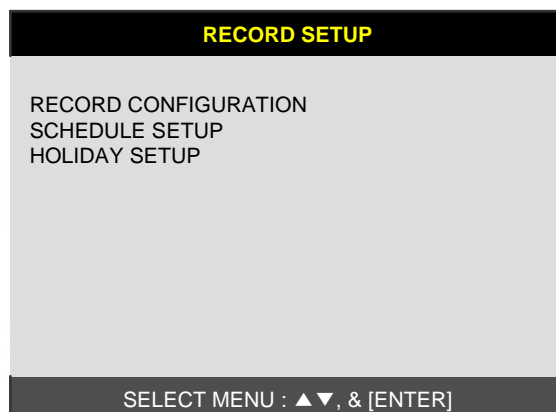 RECORD SETUP
RECORD CONFIGURATION
SCHEDULE SETUP
HOLIDAY SETUP
SELECT MENU : ▲▼, & [ENTER]